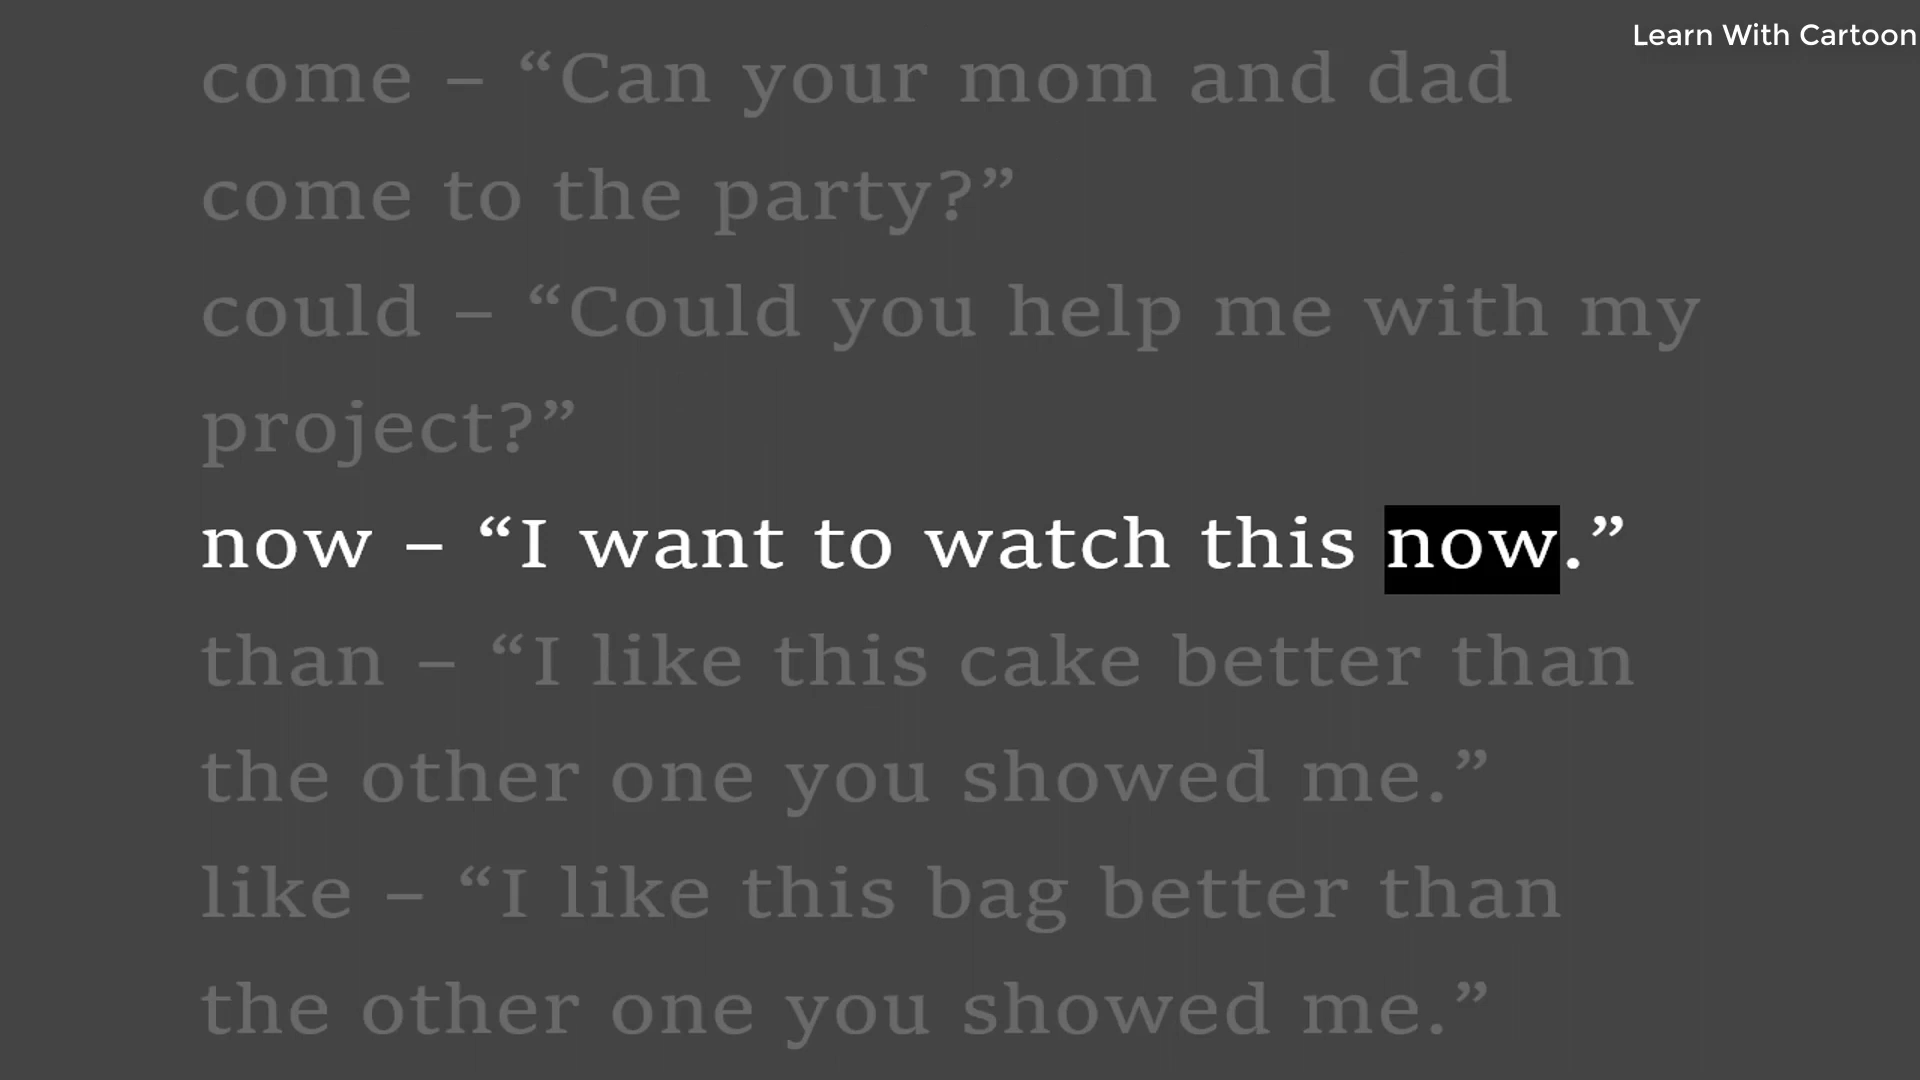 Learn With Cartoon
come – “Can your mom and dad
come to the party?”
could – “Could you help me with my
project?”
now – “I want to watch this now.”
than – “I like this cake better than
the other one you showed me.”
like – “I like this bag better than
the other one you showed me.”